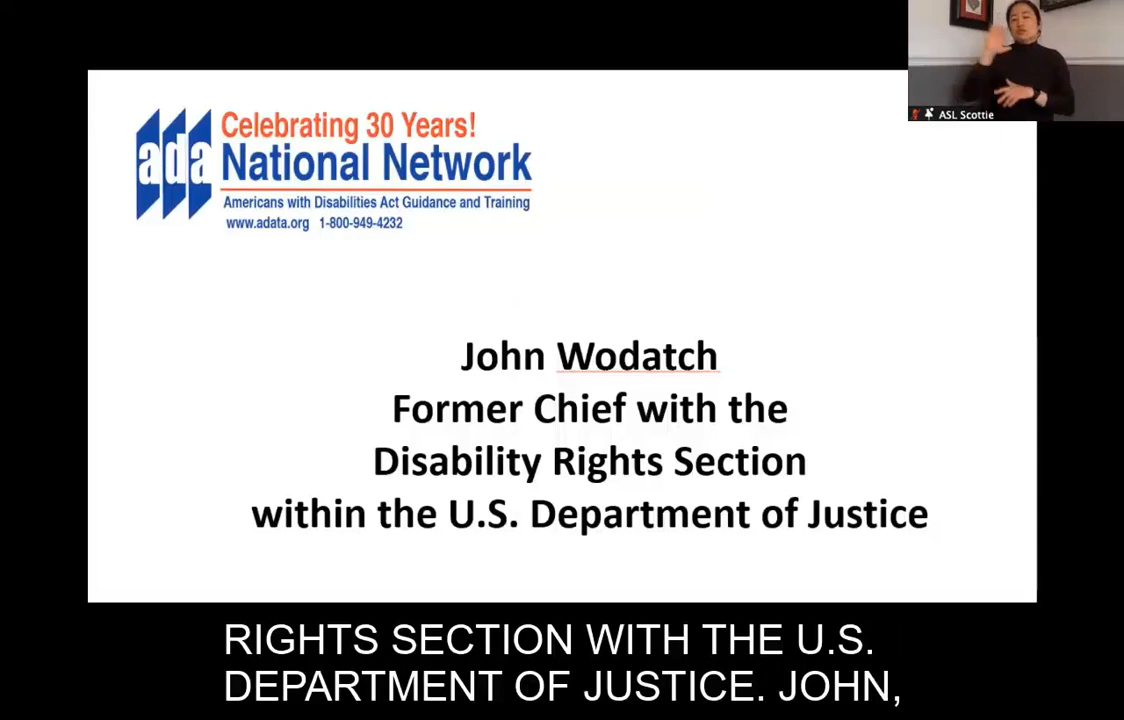 ASL Scottie
ada
Celebrating 30 Years!
National Network
Americans with Disabilities Act Guidance and Training
www.adata.org 1-800-949-4232
John Wodatch
Former Chief with the
Disability Rights Section
within the U.S. Department of Justice
RIGHTS SECTION WITH THE U.S.
DEPARTMENT OF JUSTICE. JOHN,